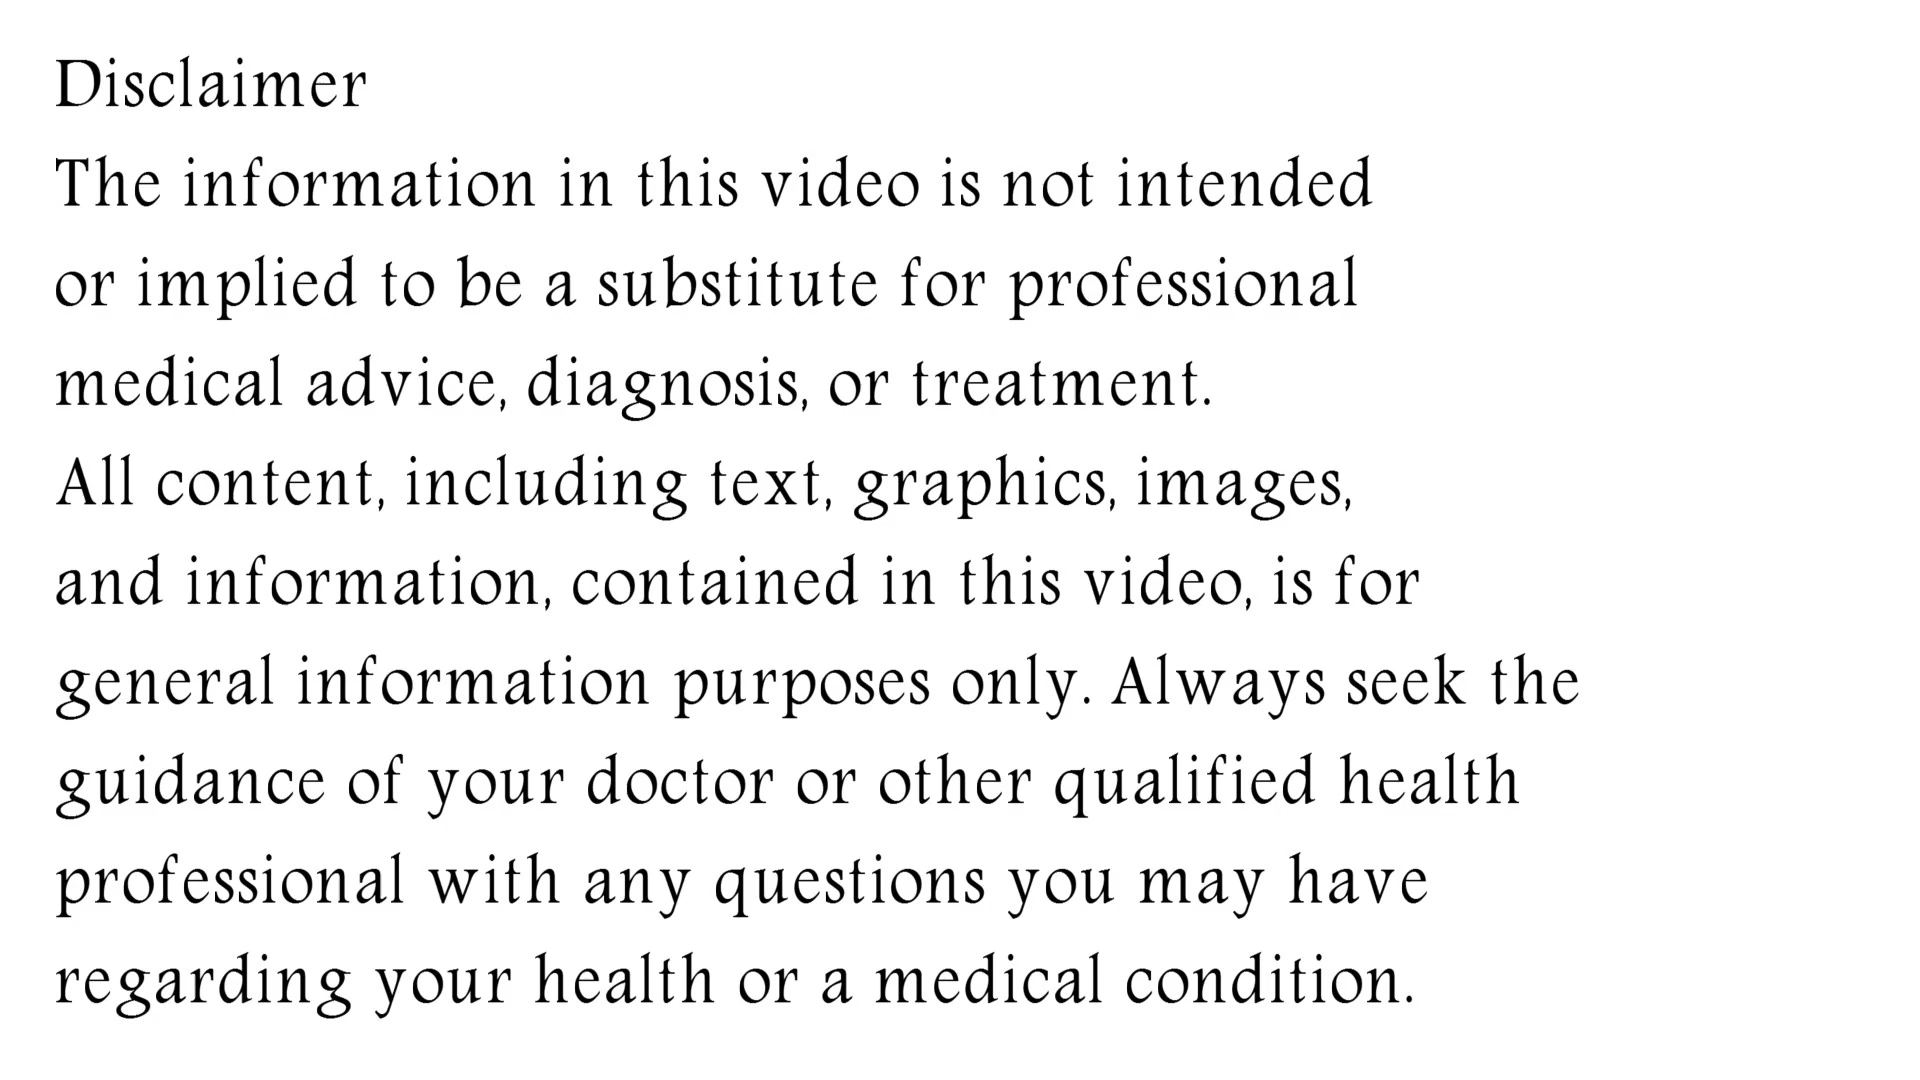 Disclaimer
The information in this video is not intended
or implied to be a substitute for professional
medical advice, diagnosis, or treatment.
All content, including text, graphics, images,
and information, contained in this video, is for
general information purposes only. Always seek the
guidance of your doctor or other qualified health
professional with any questions you may have
regarding your health or a medical condition.